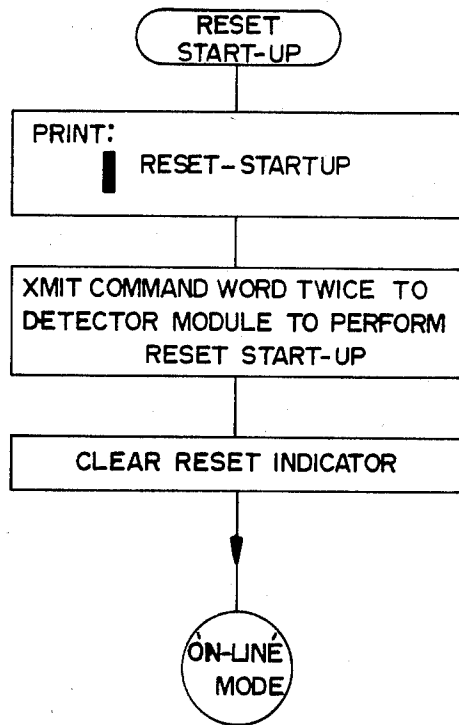 RESET
START-UP
PRINT:
RESET-STARTUP
XMIT COMMAND WORD TWICE TO
DETECTOR MODULE TO PERFORM
RESET START-UP
CLEAR RESET INDICATOR
ON-LINE
MODE